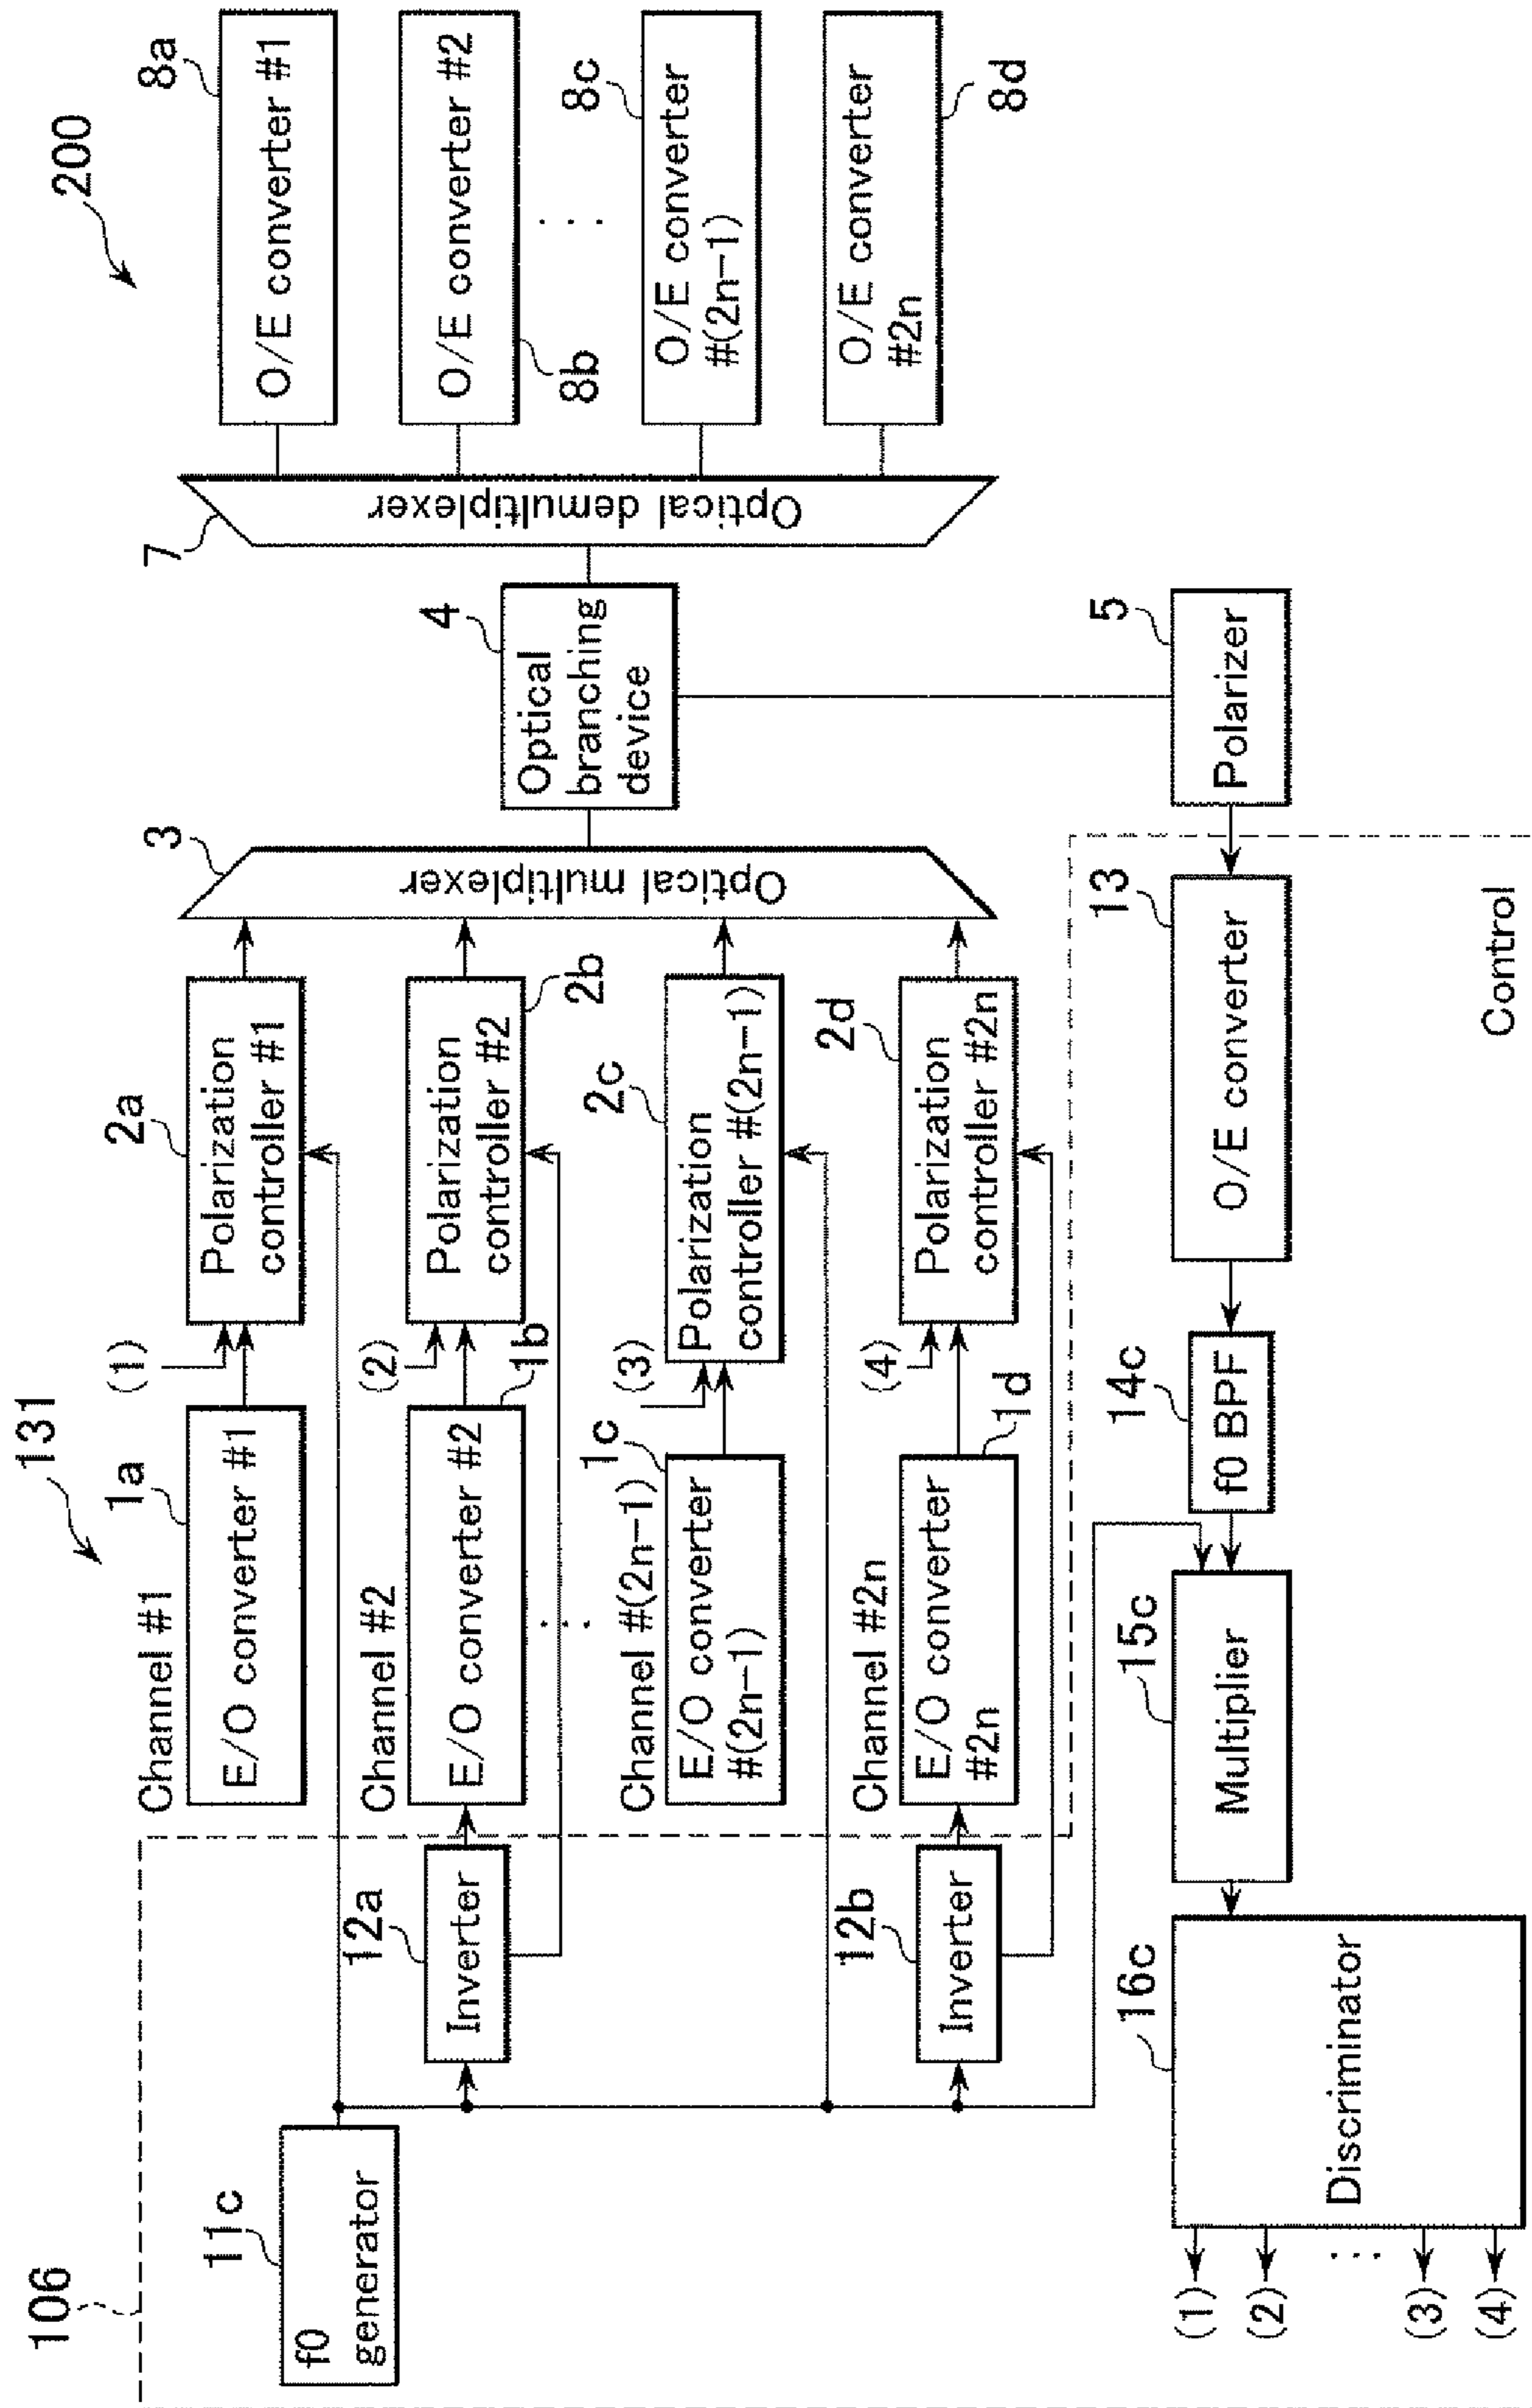 106
11c
f0
generator
12a
Inverter
12b
Inverter
131
Channel #1
1a
E/O converter #1
Channel #2
1b
E/O converter #2
. . .
Channel #(2n-1)
1c
E/O converter
#(2n-1)
Channel #2n
1d
E/O converter
#2n
(1)
2a
Polarization
controller #1
(2)
2b
Polarization
controller #2
(3)
2c
Polarization
controller #(2n-1)
(4)
2d
Polarization
controller #2n
3
Optical multiplexer
4
Optical
branching
device
7
Optical demultiplexer
200
8a
O/E converter #1
8b
O/E converter #2
. . .
8c
O/E converter
#(2n-1)
8d
O/E converter
#2n
5
Polarizer
13
O/E converter
14c
f0 BPF
15c
Multiplier
16c
Discriminator
(1)
(2)
. . .
(3)
(4)
Control